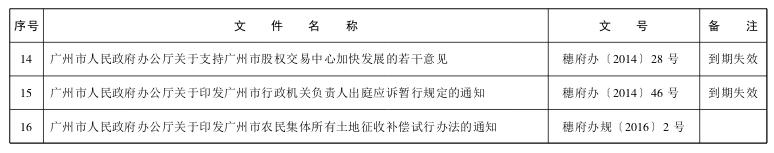 序号 文件名称 文号 备注
14 广州市人民政府办公厅关于支持广州市股权交易中心加快发展的若干意见 穗府办〔2014〕28 号 到期失效
15 广州市人民政府办公厅关于印发广州市行政机关负责人出庭应诉暂行规定的通知 穗府办〔2014〕46 号 到期失效
16 广州市人民政府办公厅关于印发广州市农民集体所有土地征收补偿试行办法的通知 穗府办规〔2016〕2 号